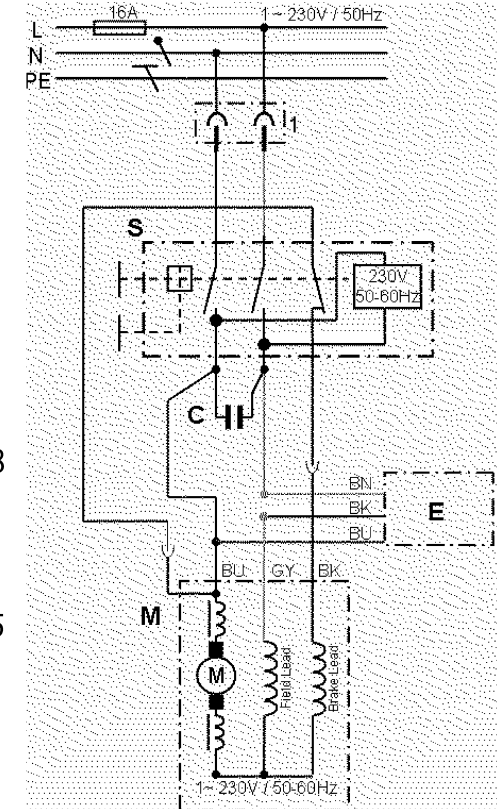 16A
1~ 230V / 50Hz
L
N
PE
1
S
230V
50-60Hz
C
3
BN
BK
E
BU
BU
GY
BK
M
5
M
Field Lead
Brake Lead
1~ 230V / 50-60Hz